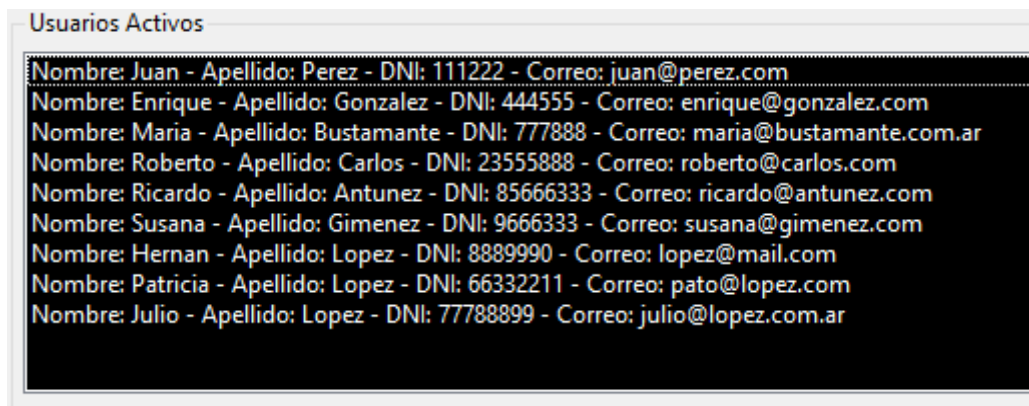 Usuarios Activos
Nombre: Juan - Apellido: Perez - DNI: 111222 - Correo: juan@perez.com
Nombre: Enrique - Apellido: Gonzalez - DNI: 444555 - Correo: enrique@gonzalez.com
Nombre: Maria - Apellido: Bustamante - DNI: 777888 - Correo: maria@bustamante.com.ar
Nombre: Roberto - Apellido: Carlos - DNI: 23555888 - Correo: roberto@carlos.com
Nombre: Ricardo - Apellido: Antunez - DNI: 85666333 - Correo: ricardo@antunez.com
Nombre: Susana - Apellido: Gimenez - DNI: 9666333 - Correo: susana@gimenez.com
Nombre: Hernan - Apellido: Lopez - DNI: 8889990 - Correo: lopez@mail.com
Nombre: Patricia - Apellido: Lopez - DNI: 66332211 - Correo: pato@lopez.com
Nombre: Julio - Apellido: Lopez - DNI: 77788899 - Correo: julio@lopez.com.ar